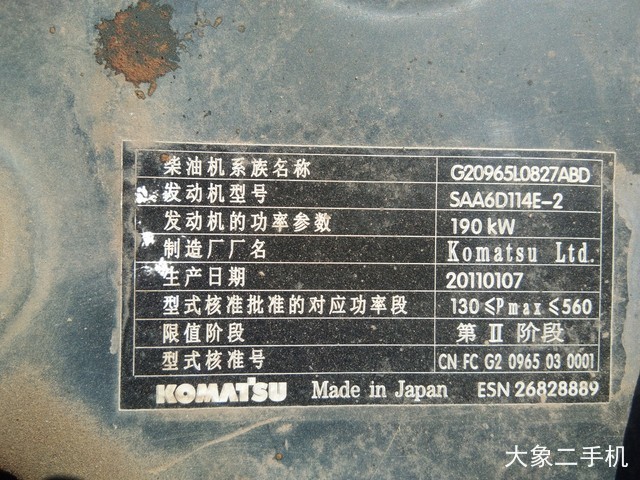 柴油机系族名称 G20965L0827ABD
发动机型号 SAA6D114E-2
发动机的功率参数 190 kW
制造厂厂名 Komatsu Ltd.
生产日期 20110107
型式核准批准的对应功率段 130≤Pmax≤560
限值阶段 第 II 阶段
型式核准号 CN FC G2 0965 03 0001
KOMATSU Made in Japan ESN 26828889
大象二手机